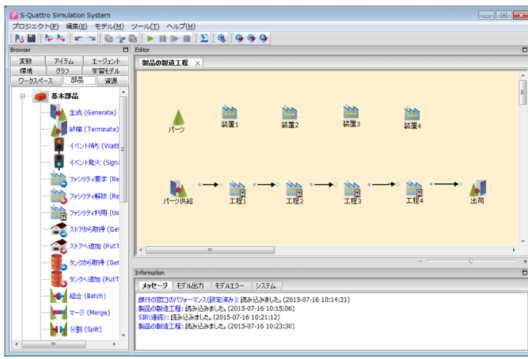 S-Quattro Simulation System
プロジェクト(P) 編集(E) モデル(M) ツール(T) ヘルプ(H)
Browser
変数 アイテム エージェント
環境 グラフ 学習モデル
ワークスペース 部品 資源
基本部品
生成 (Generate)
終端 (Terminate)
イベント待ち (WaitE
イベント発火 (Signa
ファシリティ要求 (Re
ファシリティ解放 (Re
ファシリティ利用 (Us
ストアから取得 (Get
ストアへ追加 (PutT
タンクから取得 (Get
タンクへ追加 (PutT
結合 (Batch)
マージ (Merge)
分割 (Split)
Editor
製品の製造工程 ×
パーツ 装置1 装置2 装置3 装置4
パーツ供給 工程1 工程2 工程3 工程4 出荷
Information
メッセージ モデル出力 モデルエラー システム
銀行の窓口のパフォーマンス(設定済み): 読み込みました。(2015-07-16 10:14:31)
製品の製造工程: 読み込みました。(2015-07-16 10:15:06)
SIR(連続): 読み込みました。(2015-07-16 10:21:12)
製品の製造工程: 読み込みました。(2015-07-16 10:23:30)